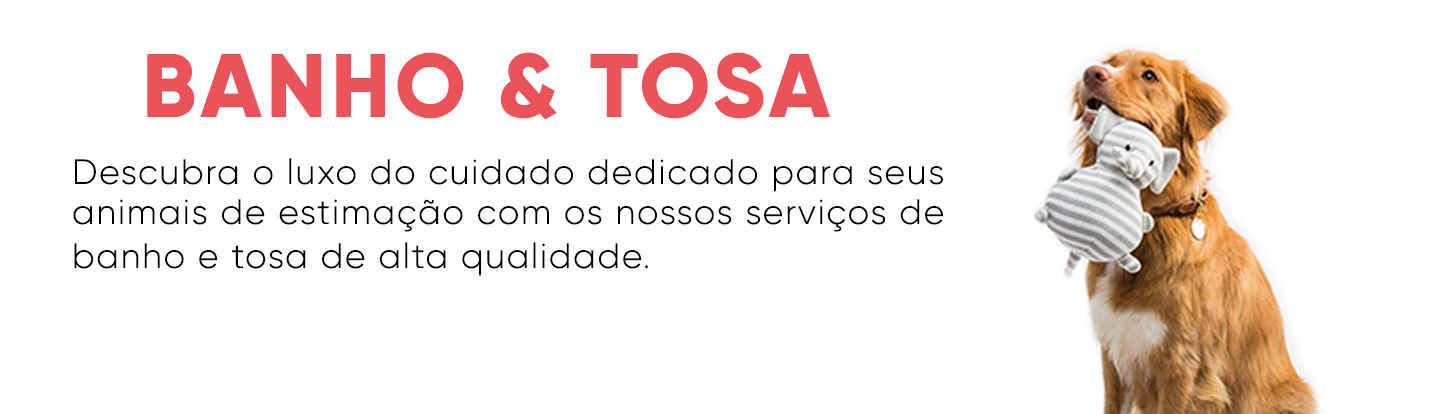 BANHO & TOSA
Descubra o luxo do cuidado dedicado para seus
animais de estimação com os nossos serviços de
banho e tosa de alta qualidade.